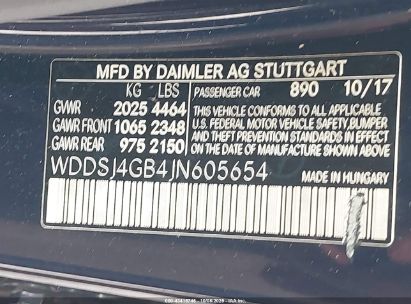 MFD BY DAIMLER AG STUTTGART
KG LBS PASSENGER CAR 890 10/17
GVWR 2025 4464 THIS VEHICLE CONFORMS TO ALL APPLICABLE
GAWR FRONT 1065 2348 U.S. FEDERAL MOTOR VEHICLE SAFETY, BUMPER
AND THEFT PREVENTION STANDARDS IN EFFECT
GAWR REAR 975 2150 ON THE DATE OF MANUFACTURE SHOWN ABOVE.
WDDSJ4GB4JN605654 MADE IN HUNGARY